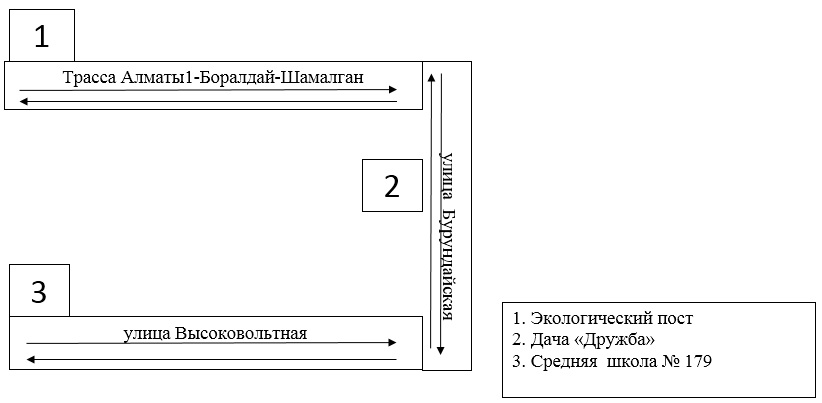 1
Трасса Алматы1-Боралдай-Шамалган
2
улица Бурундайская
3
улица Высоковольтная
1. Экологический пост
2. Дача «Дружба»
3. Средняя школа № 179